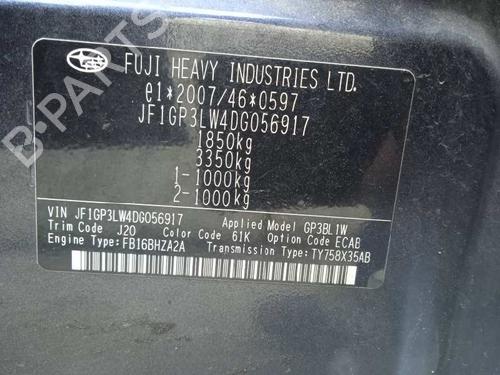 FUJI HEAVY INDUSTRIES LTD.
e1*2007/46*0597
JF1GP3LW4DG056917
1850kg
3350kg
1-1000kg
2-1000kg
VIN JF1GP3LW4DG056917 Applied Model GP3BL1W
Trim Code J20 Color Code 61K Option Code ECAB
Engine Type:FB16BHZA2A Transmission Type:TY758X35AB